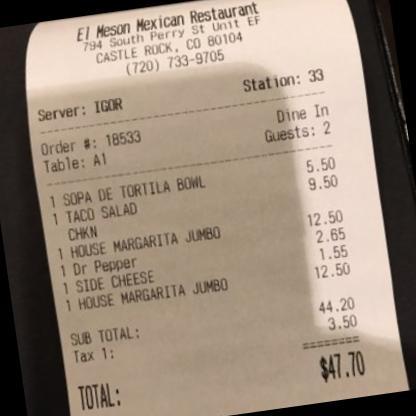 El Meson Mexican Restaurant
794 South Perry St Unit EF
CASTLE ROCK, CO 80104
(720) 733-9705
Server: IGOR Station: 33
Order #: 18533 Dine In
Table: A1 Guests: 2
1 SOPA DE TORTILA BOWL 5.50
1 TACO SALAD 9.50
CHKN
1 HOUSE MARGARITA JUMBO 12.50
1 Dr Pepper 2.65
1 SIDE CHEESE 1.55
1 HOUSE MARGARITA JUMBO 12.50
SUB TOTAL: 44.20
Tax 1: 3.50
========
TOTAL: $47.70